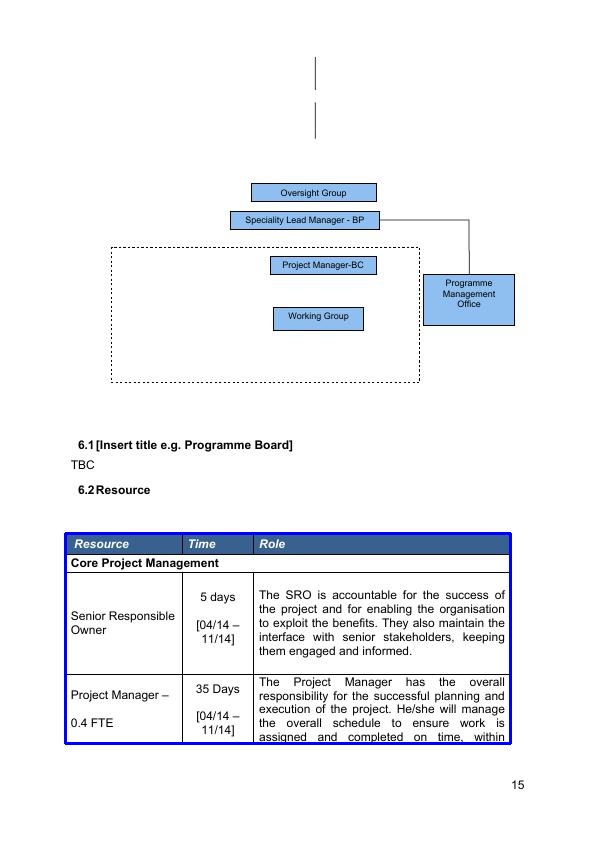 Oversight Group
Speciality Lead Manager - BP
Project Manager-BC
Programme
Management
Office
Working Group
6.1 [Insert title e.g. Programme Board]
TBC
6.2 Resource
Resource Time Role
Core Project Management
Senior Responsible
Owner
5 days
[04/14 –
11/14]
The SRO is accountable for the success of
the project and for enabling the organisation
to exploit the benefits. They also maintain the
interface with senior stakeholders, keeping
them engaged and informed.
Project Manager –
0.4 FTE
35 Days
[04/14 –
11/14]
The Project Manager has the overall
responsibility for the successful planning and
execution of the project. He/she will manage
the overall schedule to ensure work is
assigned and completed on time, within
15